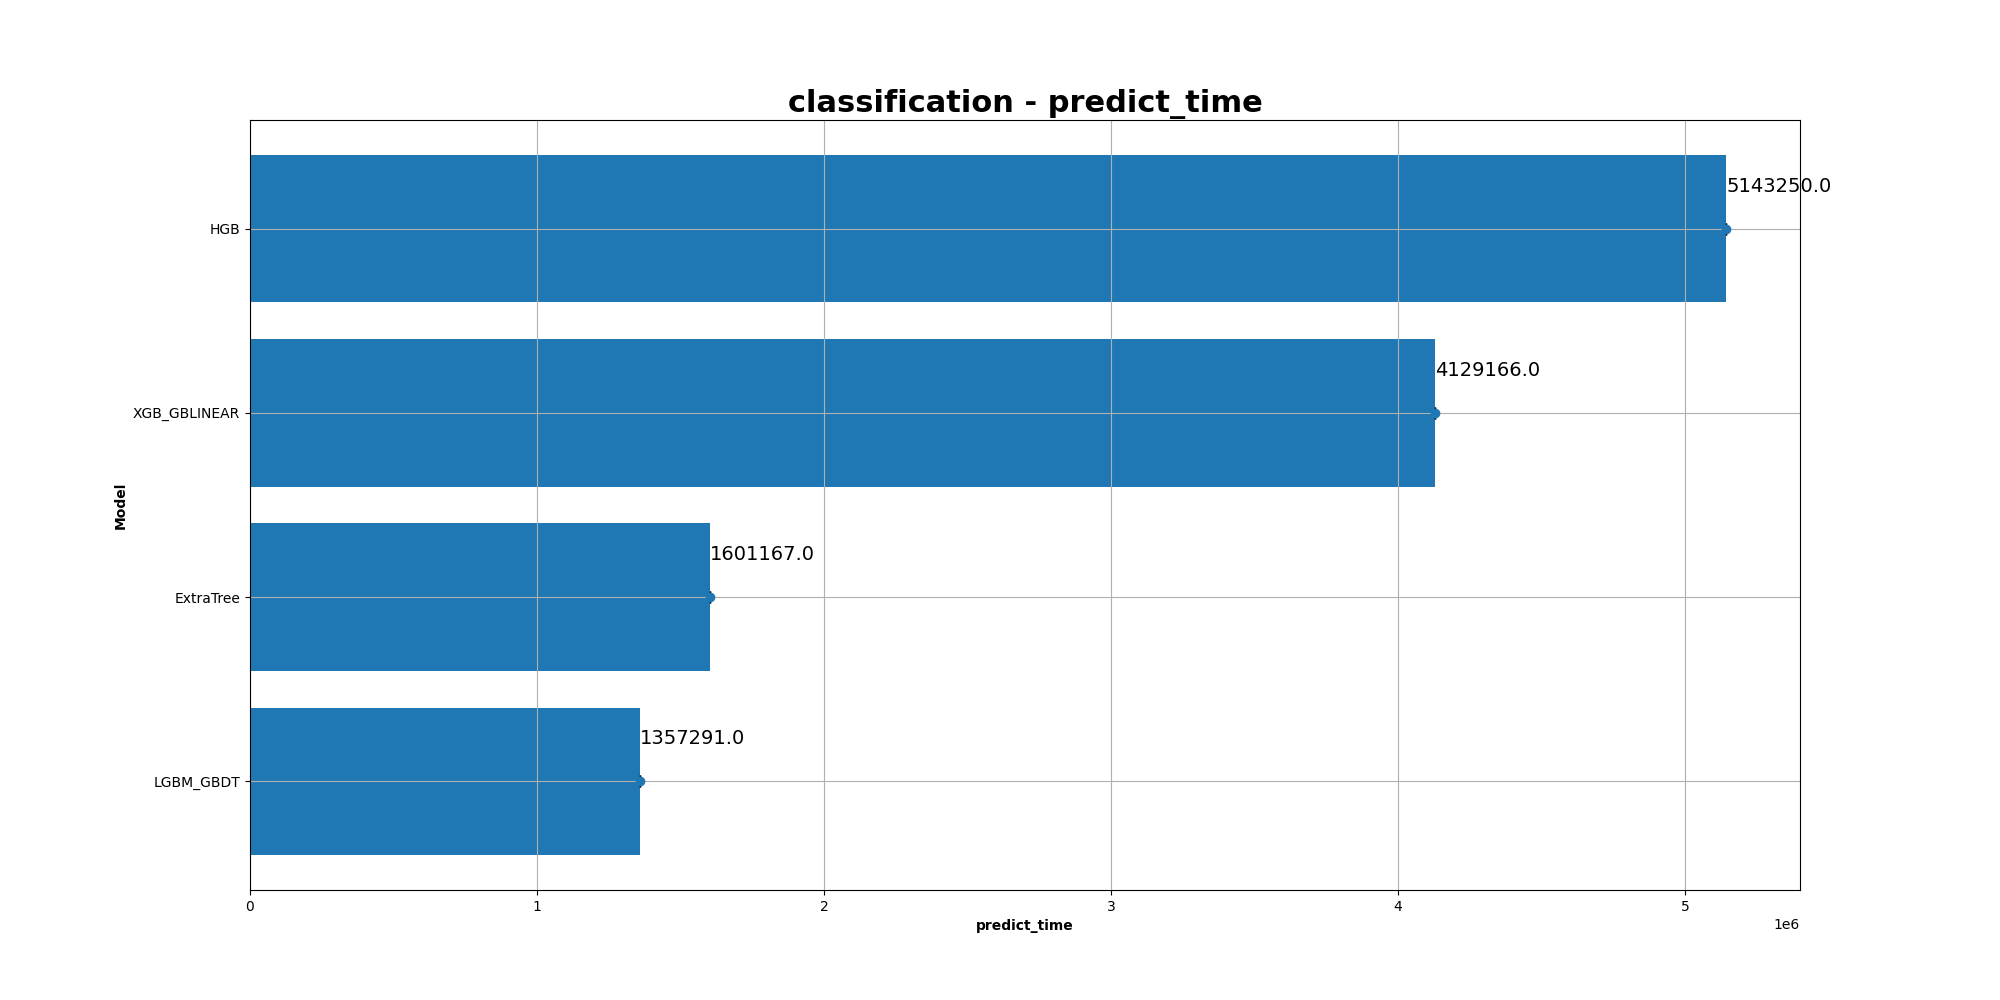 classification - predict_time
5143250.0
HGB
4129166.0
XGB_GBLINEAR
Model
1601167.0
ExtraTree
1357291.0
LGBM_GBDT
0 1 2 3 4 5
predict_time
1e6